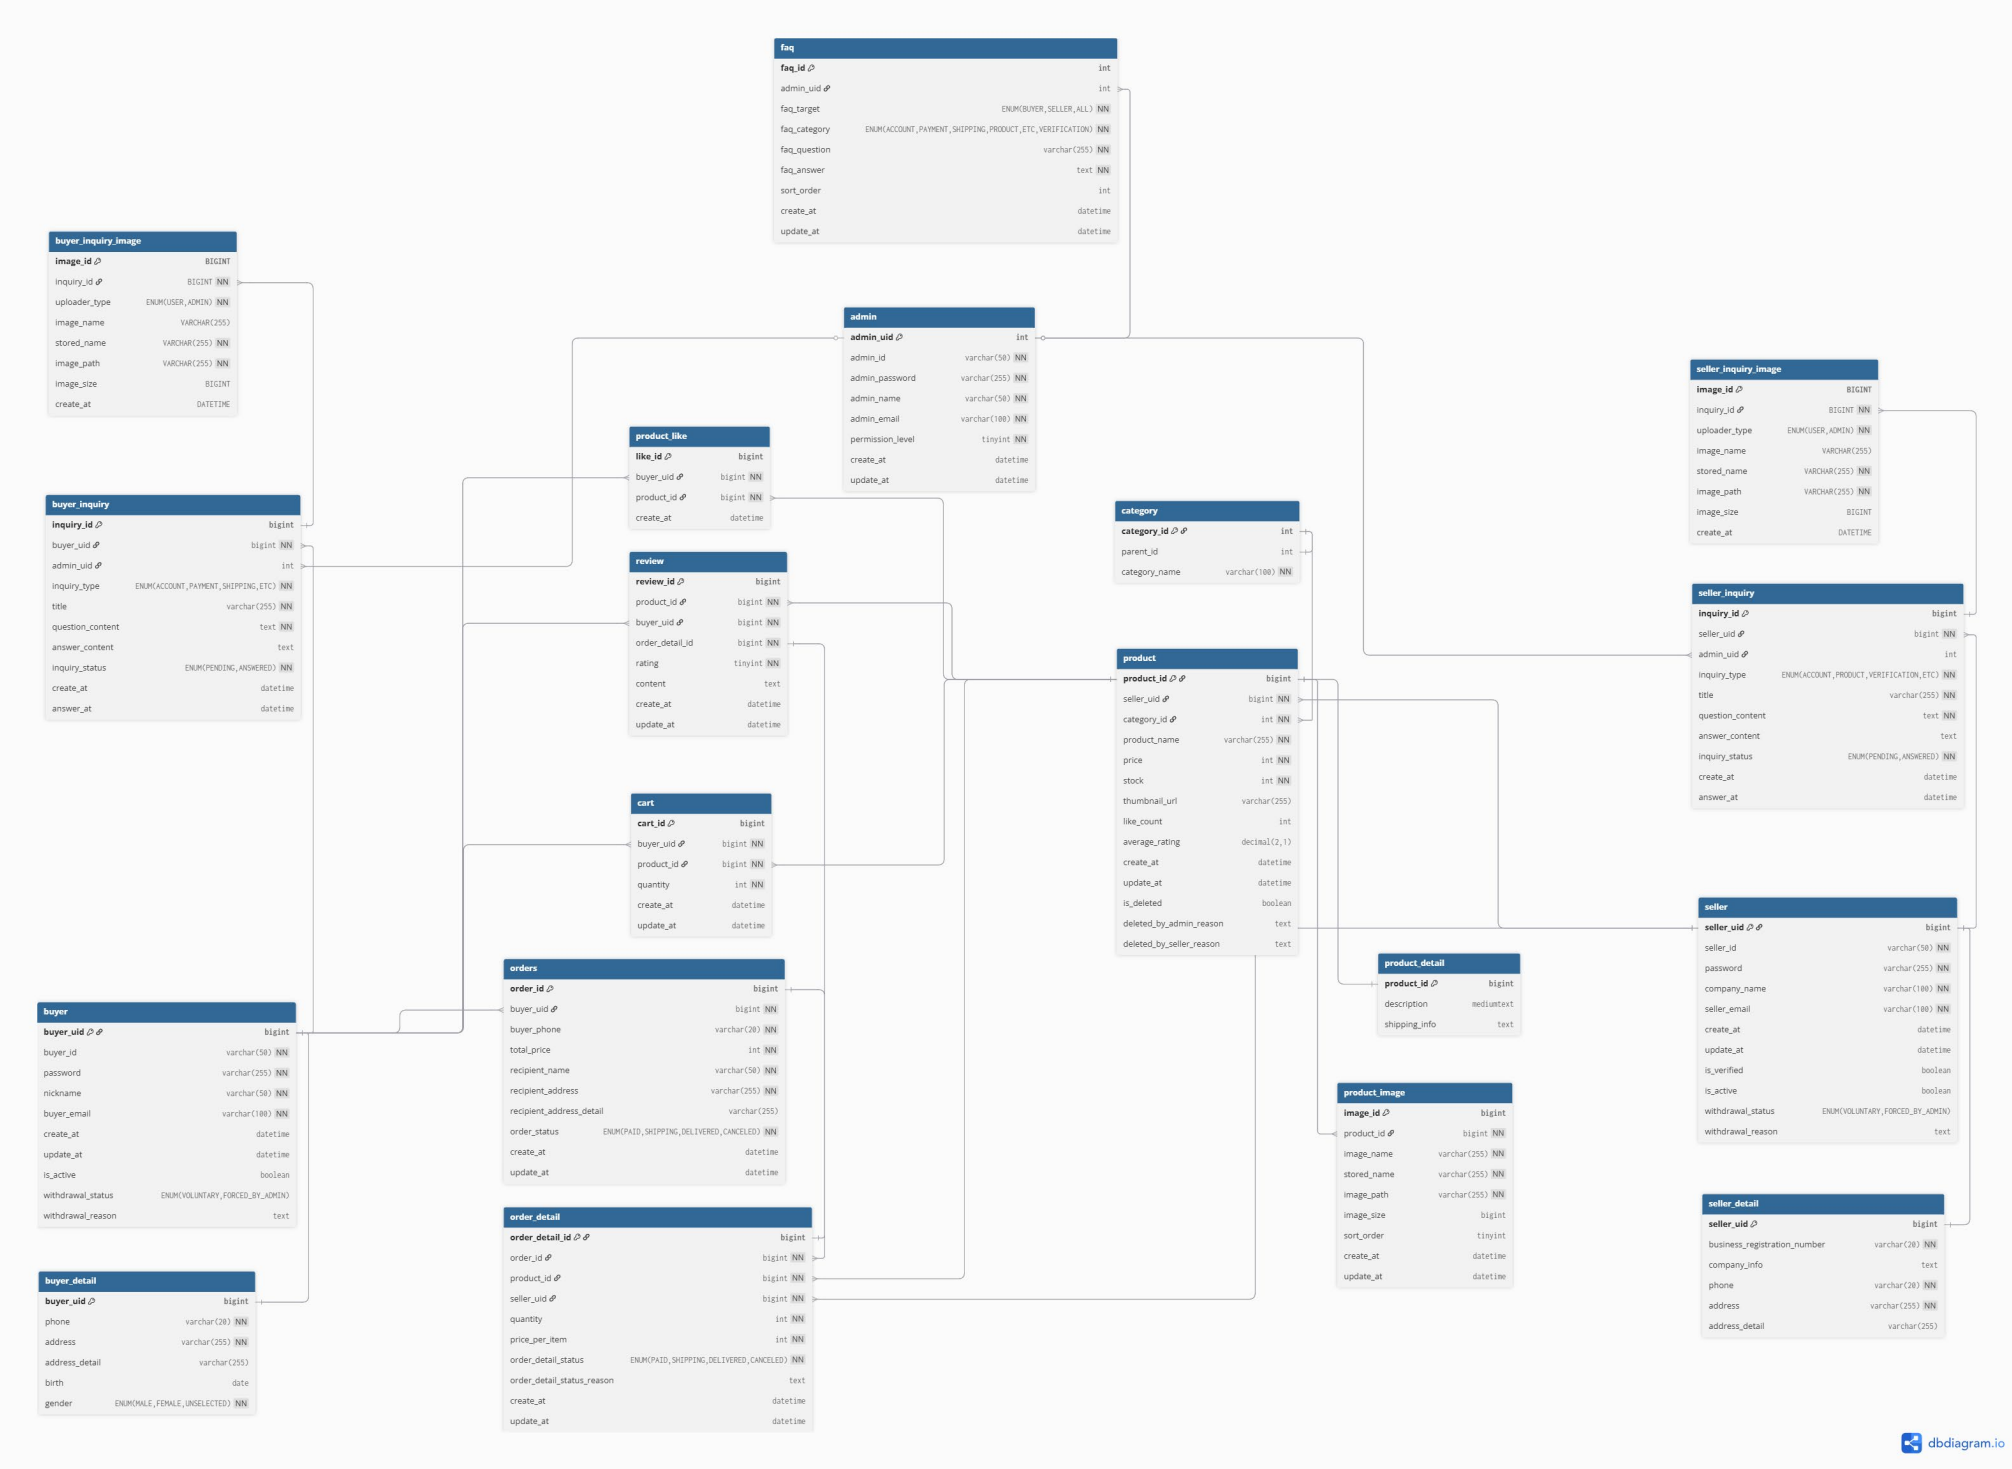 faq
faq_id int
admin_uid int
faq_target ENUM(BUYER,SELLER,ALL) NN
faq_category ENUM(ACCOUNT,PAYMENT,SHIPPING,PRODUCT,ETC,VERIFICATION) NN
faq_question varchar(255) NN
faq_answer text NN
sort_order int
create_at datetime
update_at datetime
buyer_inquiry_image
image_id BIGINT
inquiry_id BIGINT NN
uploader_type ENUM(USER,ADMIN) NN
image_name VARCHAR(255)
stored_name VARCHAR(255) NN
image_path VARCHAR(255) NN
image_size BIGINT
create_at DATETIME
admin
admin_uid int
admin_id varchar(50) NN
admin_password varchar(255) NN
admin_name varchar(50) NN
admin_email varchar(100) NN
permission_level tinyint NN
create_at datetime
update_at datetime
seller_inquiry_image
image_id BIGINT
inquiry_id BIGINT NN
uploader_type ENUM(USER,ADMIN) NN
image_name VARCHAR(255)
stored_name VARCHAR(255) NN
image_path VARCHAR(255) NN
image_size BIGINT
create_at DATETIME
product_like
like_id bigint
buyer_uid bigint NN
product_id bigint NN
create_at datetime
buyer_inquiry
inquiry_id bigint
buyer_uid bigint NN
admin_uid int
inquiry_type ENUM(ACCOUNT,PAYMENT,SHIPPING,ETC) NN
title varchar(255) NN
question_content text NN
answer_content text
inquiry_status ENUM(PENDING,ANSWERED) NN
create_at datetime
answer_at datetime
category
category_id int
parent_id int
category_name varchar(100) NN
review
review_id bigint
product_id bigint NN
buyer_uid bigint NN
order_detail_id bigint NN
rating tinyint NN
content text
create_at datetime
update_at datetime
seller_inquiry
inquiry_id bigint
seller_uid bigint NN
admin_uid int
inquiry_type ENUM(ACCOUNT,PRODUCT,VERIFICATION,ETC) NN
title varchar(255) NN
question_content text NN
answer_content text
inquiry_status ENUM(PENDING,ANSWERED) NN
create_at datetime
answer_at datetime
product
product_id bigint
seller_uid bigint NN
category_id int NN
product_name varchar(255) NN
price int NN
stock int NN
thumbnail_url varchar(255)
like_count int
average_rating decimal(2,1)
create_at datetime
update_at datetime
is_deleted boolean
deleted_by_admin_reason text
deleted_by_seller_reason text
cart
cart_id bigint
buyer_uid bigint NN
product_id bigint NN
quantity int NN
create_at datetime
update_at datetime
seller
seller_uid bigint
seller_id varchar(50) NN
password varchar(255) NN
company_name varchar(100) NN
seller_email varchar(100) NN
create_at datetime
update_at datetime
is_verified boolean
is_active boolean
withdrawal_status ENUM(VOLUNTARY,FORCED_BY_ADMIN)
withdrawal_reason text
orders
order_id bigint
buyer_uid bigint NN
buyer_phone varchar(20) NN
total_price int NN
recipient_name varchar(50) NN
recipient_address varchar(255) NN
recipient_address_detail varchar(255)
order_status ENUM(PAID,SHIPPING,DELIVERED,CANCELED) NN
create_at datetime
update_at datetime
product_detail
product_id bigint
description mediumtext
shipping_info text
buyer
buyer_uid bigint
buyer_id varchar(50) NN
password varchar(255) NN
nickname varchar(50) NN
buyer_email varchar(100) NN
create_at datetime
update_at datetime
is_active boolean
withdrawal_status ENUM(VOLUNTARY,FORCED_BY_ADMIN)
withdrawal_reason text
product_image
image_id bigint
product_id bigint NN
image_name varchar(255) NN
stored_name varchar(255) NN
image_path varchar(255) NN
image_size bigint
sort_order tinyint
create_at datetime
update_at datetime
seller_detail
seller_uid bigint
business_registration_number varchar(20) NN
company_info text
phone varchar(20) NN
address varchar(255) NN
address_detail varchar(255)
order_detail
order_detail_id bigint
order_id bigint NN
product_id bigint NN
seller_uid bigint NN
quantity int NN
price_per_item int NN
order_detail_status ENUM(PAID,SHIPPING,DELIVERED,CANCELED) NN
order_detail_status_reason text
create_at datetime
update_at datetime
buyer_detail
buyer_uid bigint
phone varchar(20) NN
address varchar(255) NN
address_detail varchar(255)
birth date
gender ENUM(MALE,FEMALE,UNSELECTED) NN
dbdiagram.io